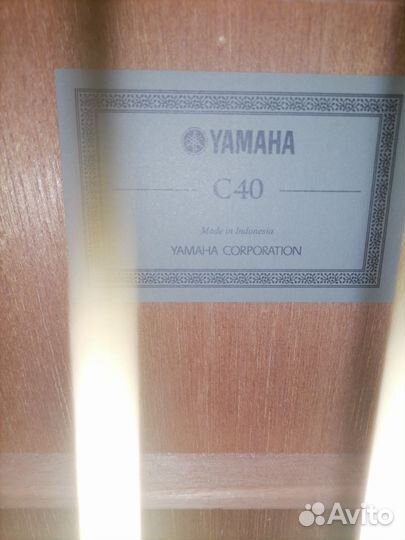 YAMAHA
C40
Made in Indonesia
YAMAHA CORPORATION
Avito